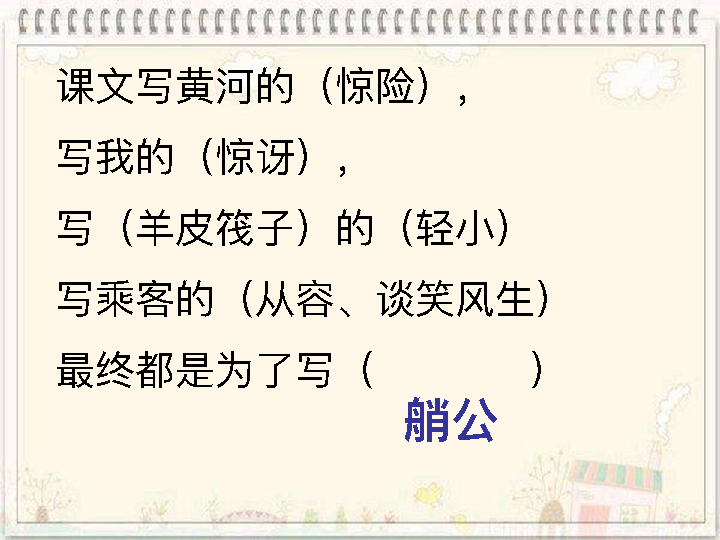 课文写黄河的（惊险），
写我的（惊讶），
写（羊皮筏子）的（轻小）
写乘客的（从容、谈笑风生）
最终都是为了写（　　　　）
艄公